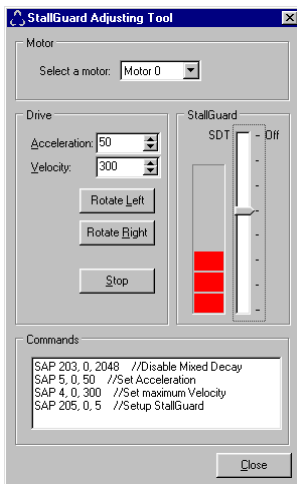 StallGuard Adjusting Tool
Motor
Select a motor: Motor 0
Drive
Acceleration: 50
Velocity: 300
Rotate Left
Rotate Right
Stop
StallGuard
SDT
Off
Commands
SAP 203, 0, 2048 //Disable Mixed Decay
SAP 5, 0, 50 //Set Acceleration
SAP 4, 0, 300 //Set maximum Velocity
SAP 205, 0, 5 //Setup StallGuard
Close